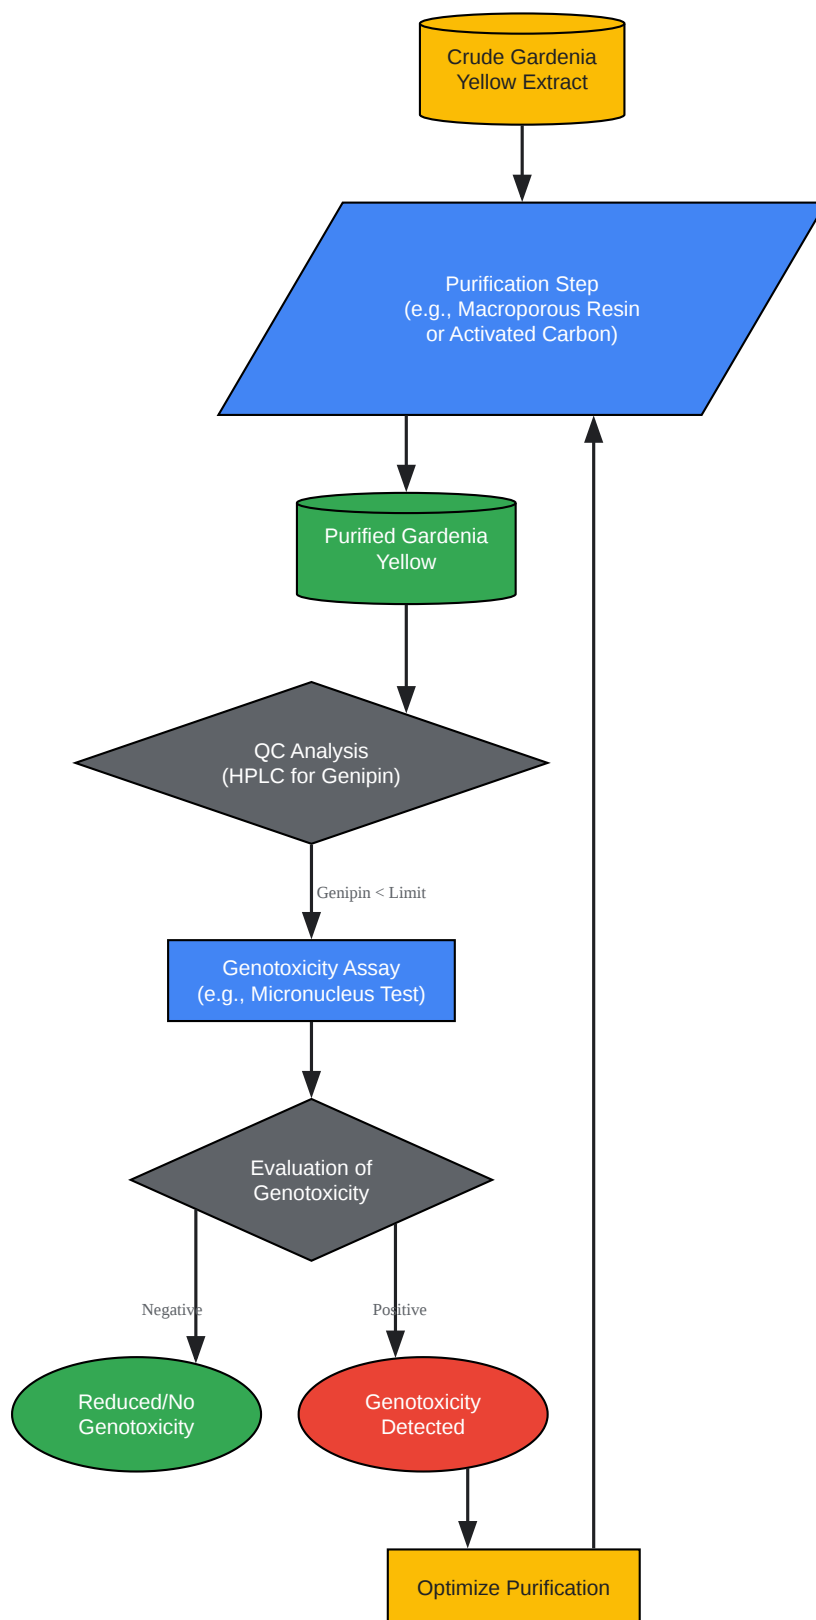 Crude Gardenia
Yellow Extract
Purification Step
(e.g., Macroporous Resin
or Activated Carbon)
Purified Gardenia
Yellow
QC Analysis
(HPLC for Genipin)
Genipin < Limit
Genotoxicity Assay
(e.g., Micronucleus Test)
Evaluation of
Genotoxicity
Negative
Positive
Reduced/No
Genotoxicity
Genotoxicity
Detected
Optimize Purification